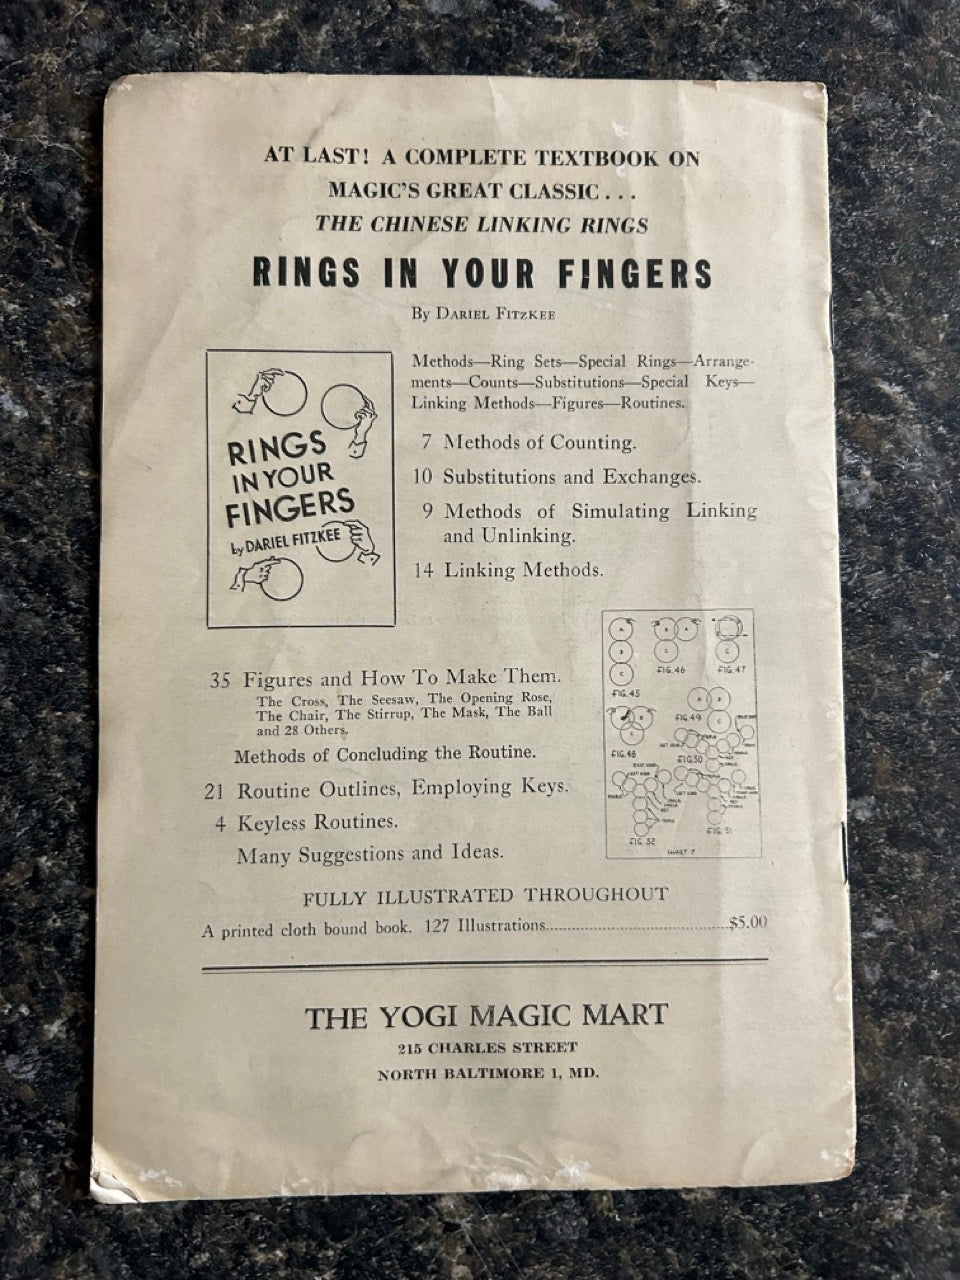 AT LAST! A COMPLETE TEXTBOOK ON
MAGIC'S GREAT CLASSIC...
THE CHINESE LINKING RINGS
RINGS IN YOUR FINGERS
By DARIEL FITZKEE
RINGS
IN YOUR
FINGERS
by DARIEL FITZKEE
Methods—Ring Sets—Special Rings—Arrange-
ments—Counts—Substitutions—Special Keys—
Linking Methods—Figures—Routines.
7 Methods of Counting.
10 Substitutions and Exchanges.
9 Methods of Simulating Linking
and Unlinking.
14 Linking Methods.
35 Figures and How To Make Them.
The Cross, The Seesaw, The Opening Rose,
The Chair, The Stirrup, The Mask, The Ball
and 28 Others.
Methods of Concluding the Routine.
21 Routine Outlines, Employing Keys.
4 Keyless Routines.
Many Suggestions and Ideas.
FIG.45
FIG.46
FIG.47
FIG.48
FIG.49
FIG.50
FIG.51
FIG.52
FULLY ILLUSTRATED THROUGHOUT
A printed cloth bound book. 127 Illustrations........................................$5.00
THE YOGI MAGIC MART
215 CHARLES STREET
NORTH BALTIMORE 1, MD.